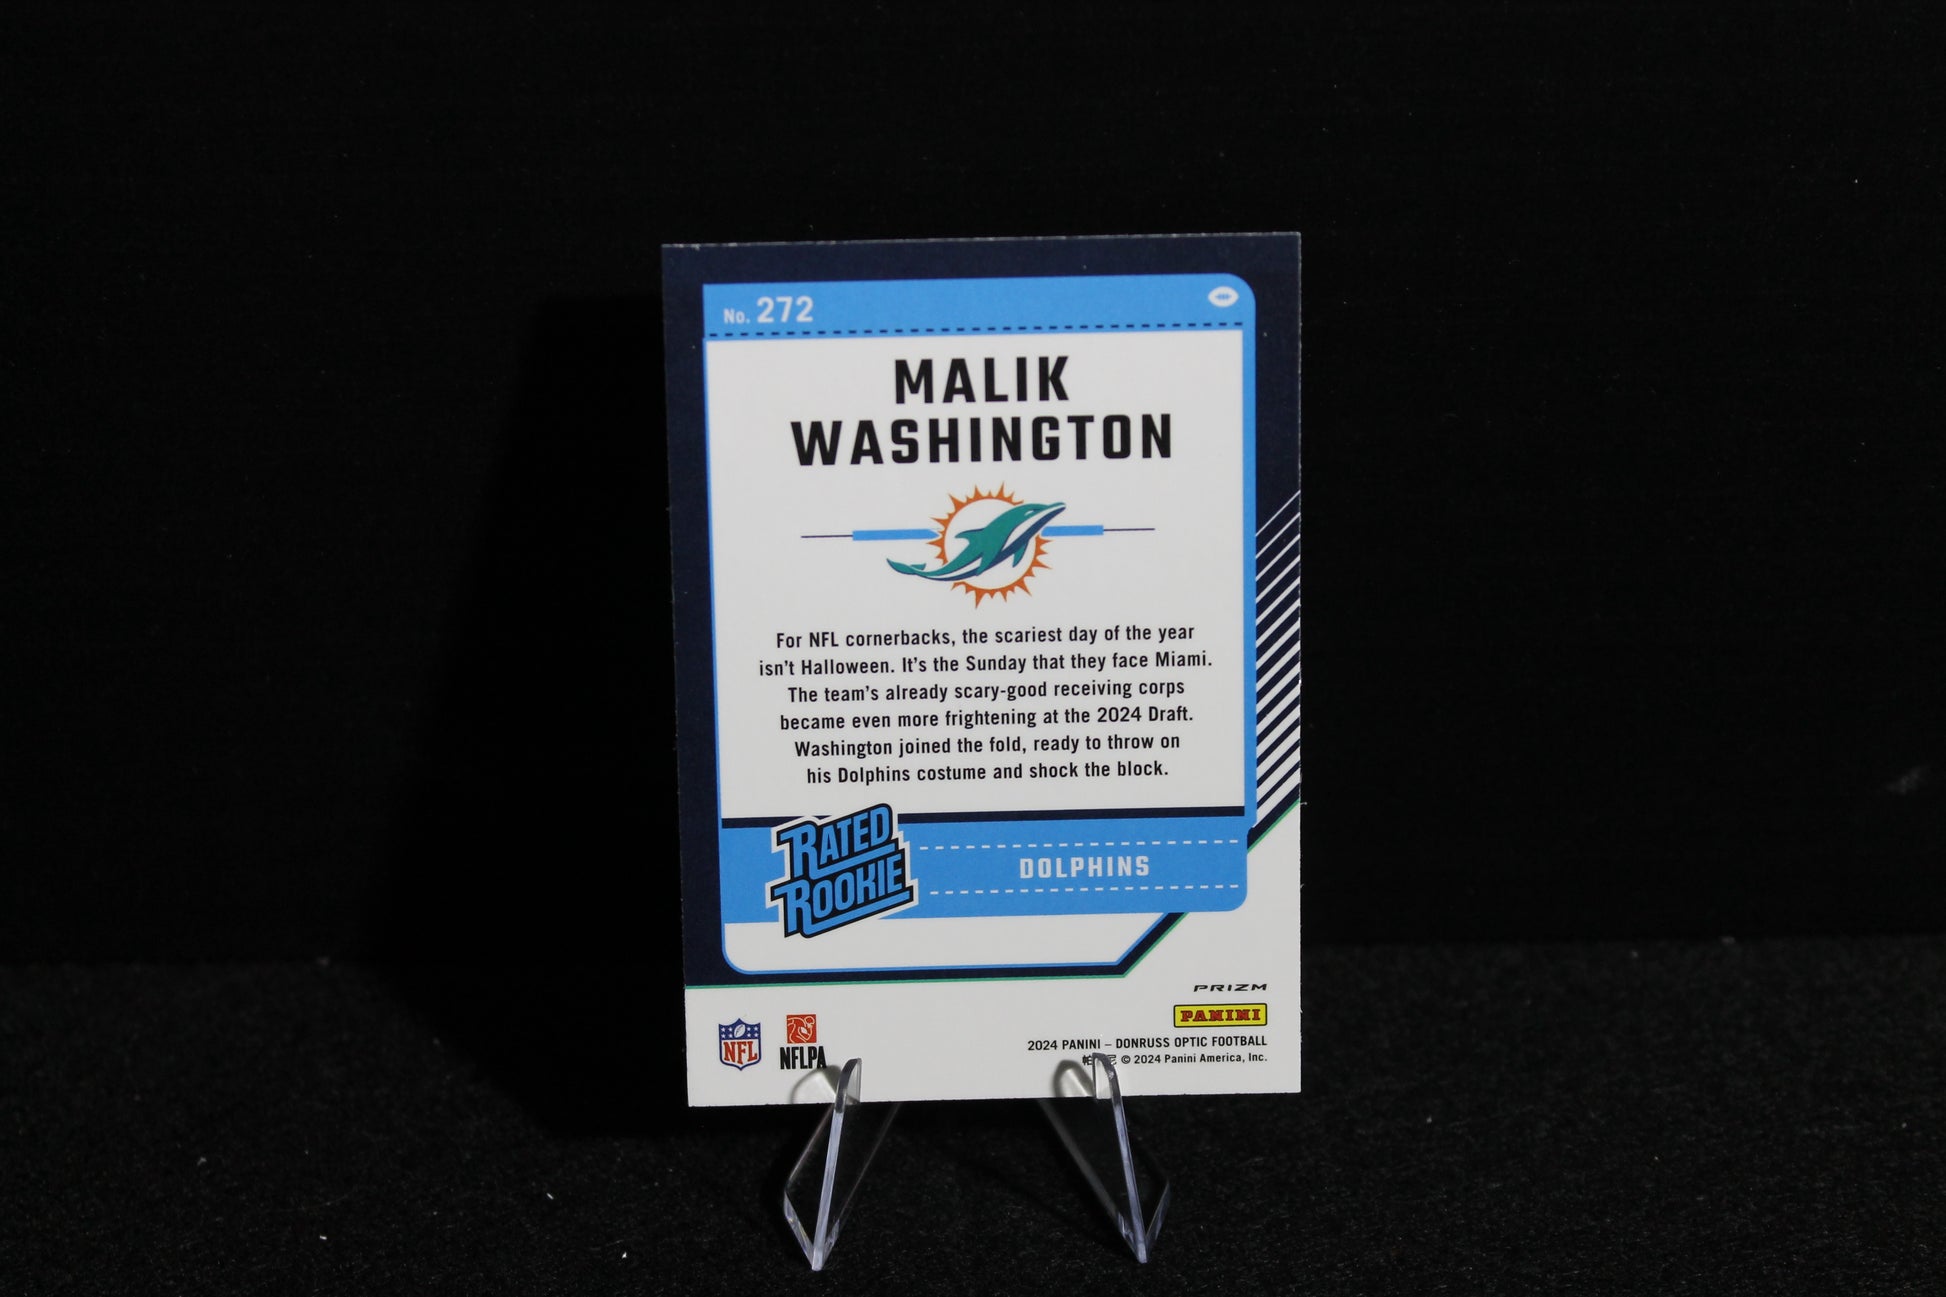 No. 272
MALIK
WASHINGTON
For NFL cornerbacks, the scariest day of the year
isn't Halloween. It's the Sunday that they face Miami.
The team's already scary-good receiving corps
became even more frightening at the 2024 Draft.
Washington joined the fold, ready to throw on
his Dolphins costume and shock the block.
RATED
ROOKIE
DOLPHINS
PRIZM
PANINI
NFL
NFLPA
2024 PANINI – DONRUSS OPTIC FOOTBALL
© 2024 Panini America, Inc.